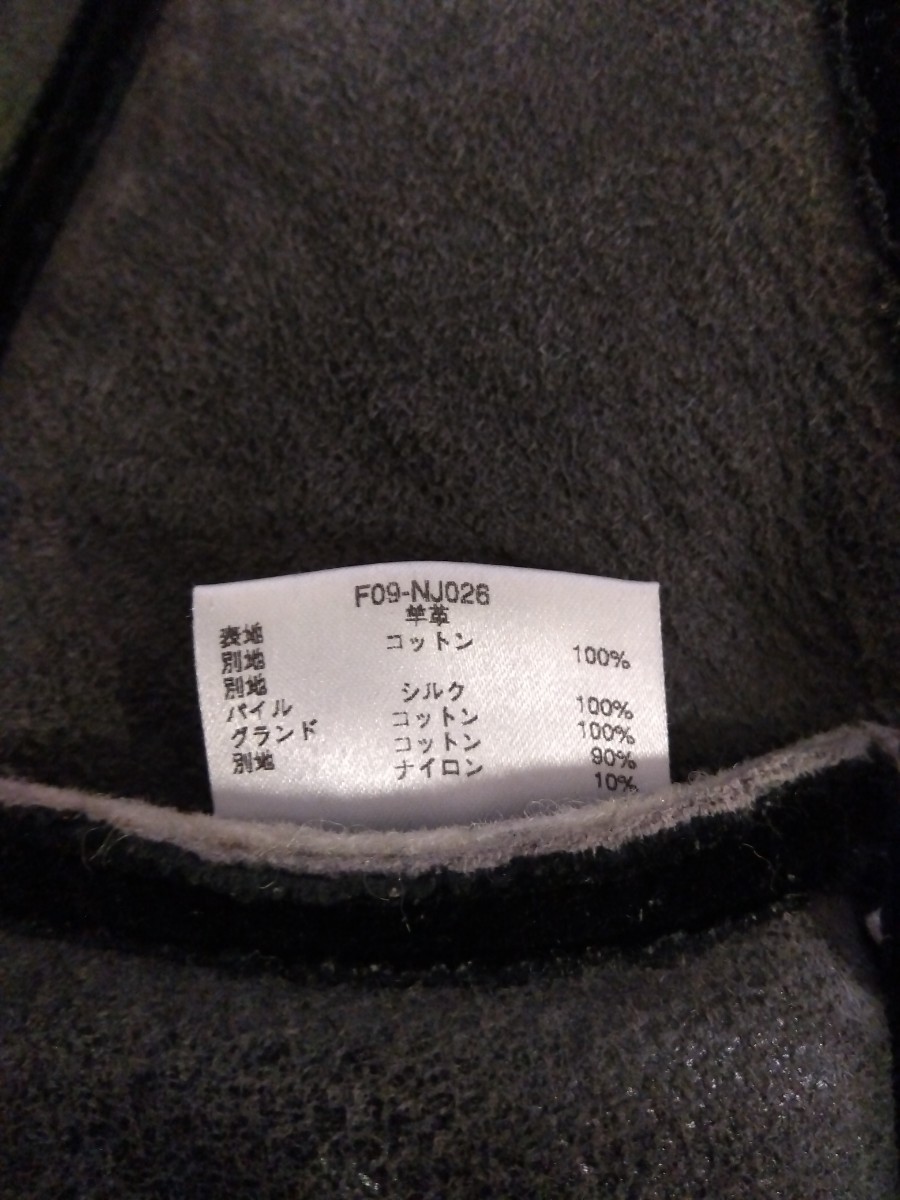 F09-NJ026
表地 羊革
別地 コットン 100%
別地
パイル シルク 100%
グランド コットン 100%
別地 コットン 90%
ナイロン 10%